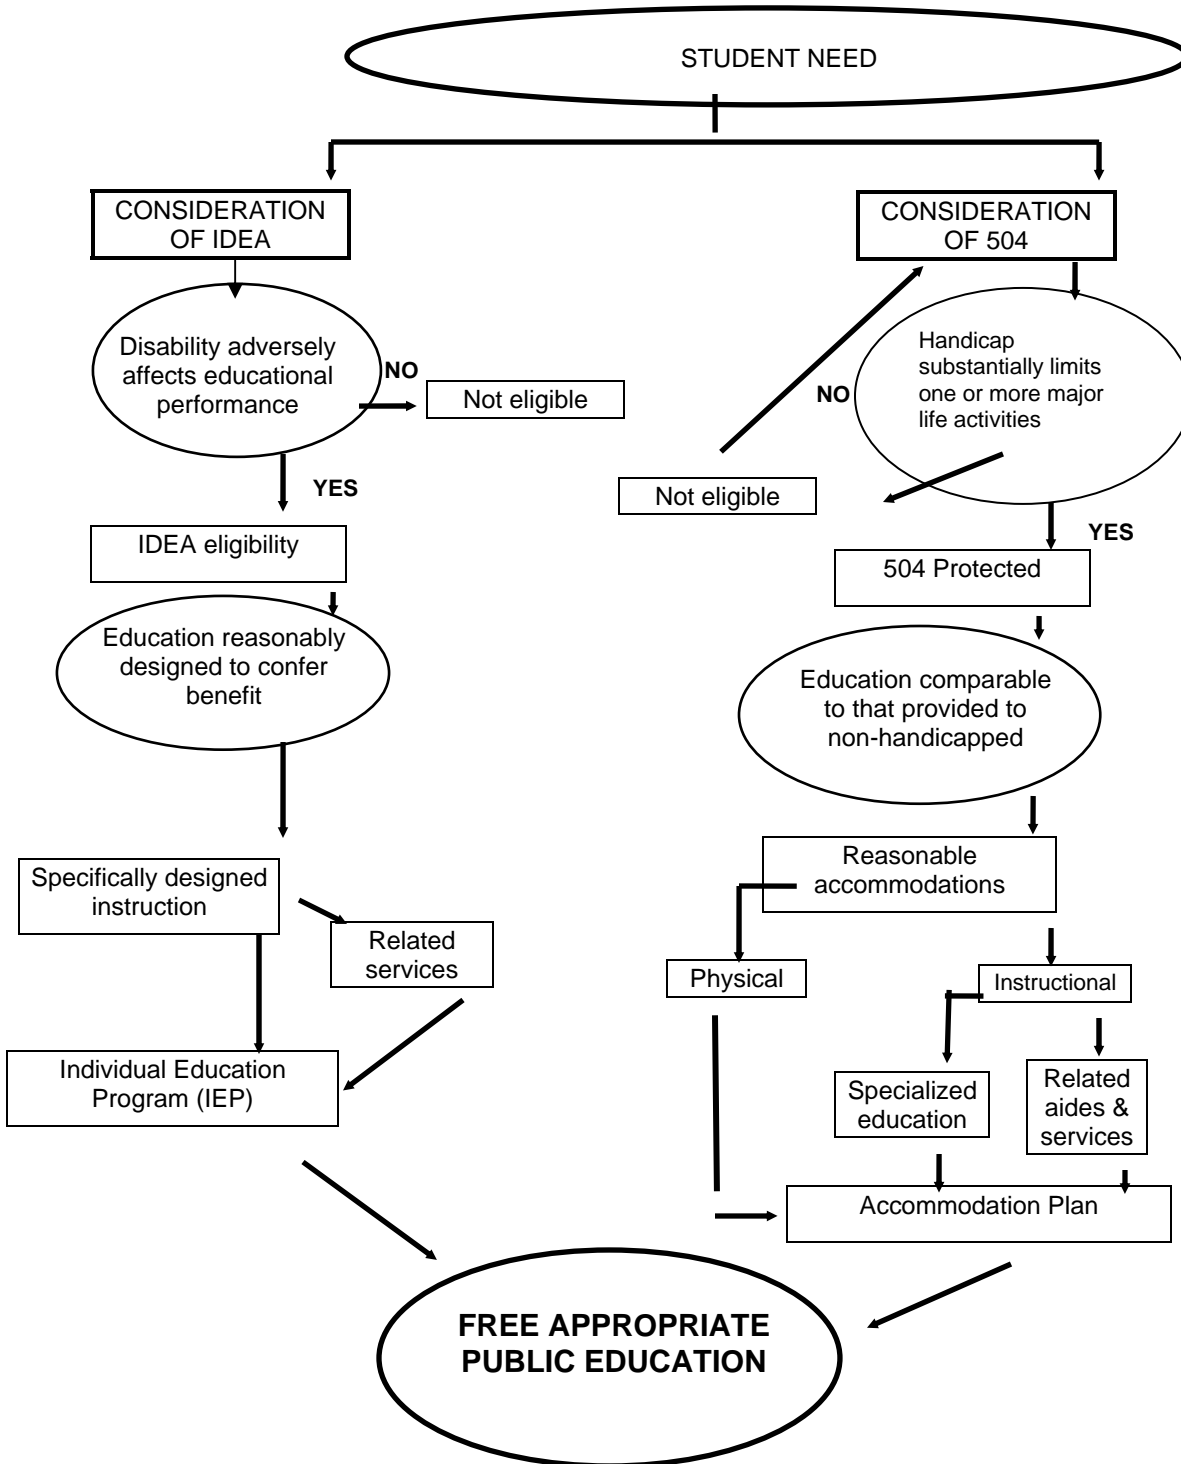 STUDENT NEED
CONSIDERATION
OF IDEA
CONSIDERATION
OF 504
Disability adversely
affects educational
performance
NO
Not eligible
YES
Handicap
substantially limits
one or more major
life activities
NO
Not eligible
YES
IDEA eligibility
504 Protected
Education reasonably
designed to confer
benefit
Education comparable
to that provided to
non-handicapped
Reasonable
accommodations
Specifically designed
instruction
Related
services
Physical
Instructional
Individual Education
Program (IEP)
Specialized
education
Related
aides &
services
Accommodation Plan
FREE APPROPRIATE
PUBLIC EDUCATION